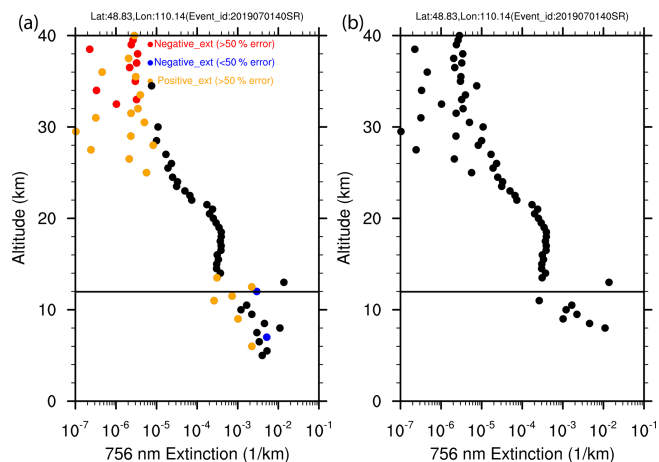 Lat:48.83,Lon:110.14(Event_id:2019070140SR)
Lat:48.83,Lon:110.14(Event_id:2019070140SR)
(a)
(b)
Negative_ext (>50 % error)
Negative_ext (<50 % error)
Positive_ext (>50 % error)
40
30
20
10
0
Altitude (km)
10-7 10-6 10-5 10-4 10-3 10-2 10-1
756 nm Extinction (1/km)
40
30
20
10
0
Altitude (km)
10-7 10-6 10-5 10-4 10-3 10-2 10-1
756 nm Extinction (1/km)